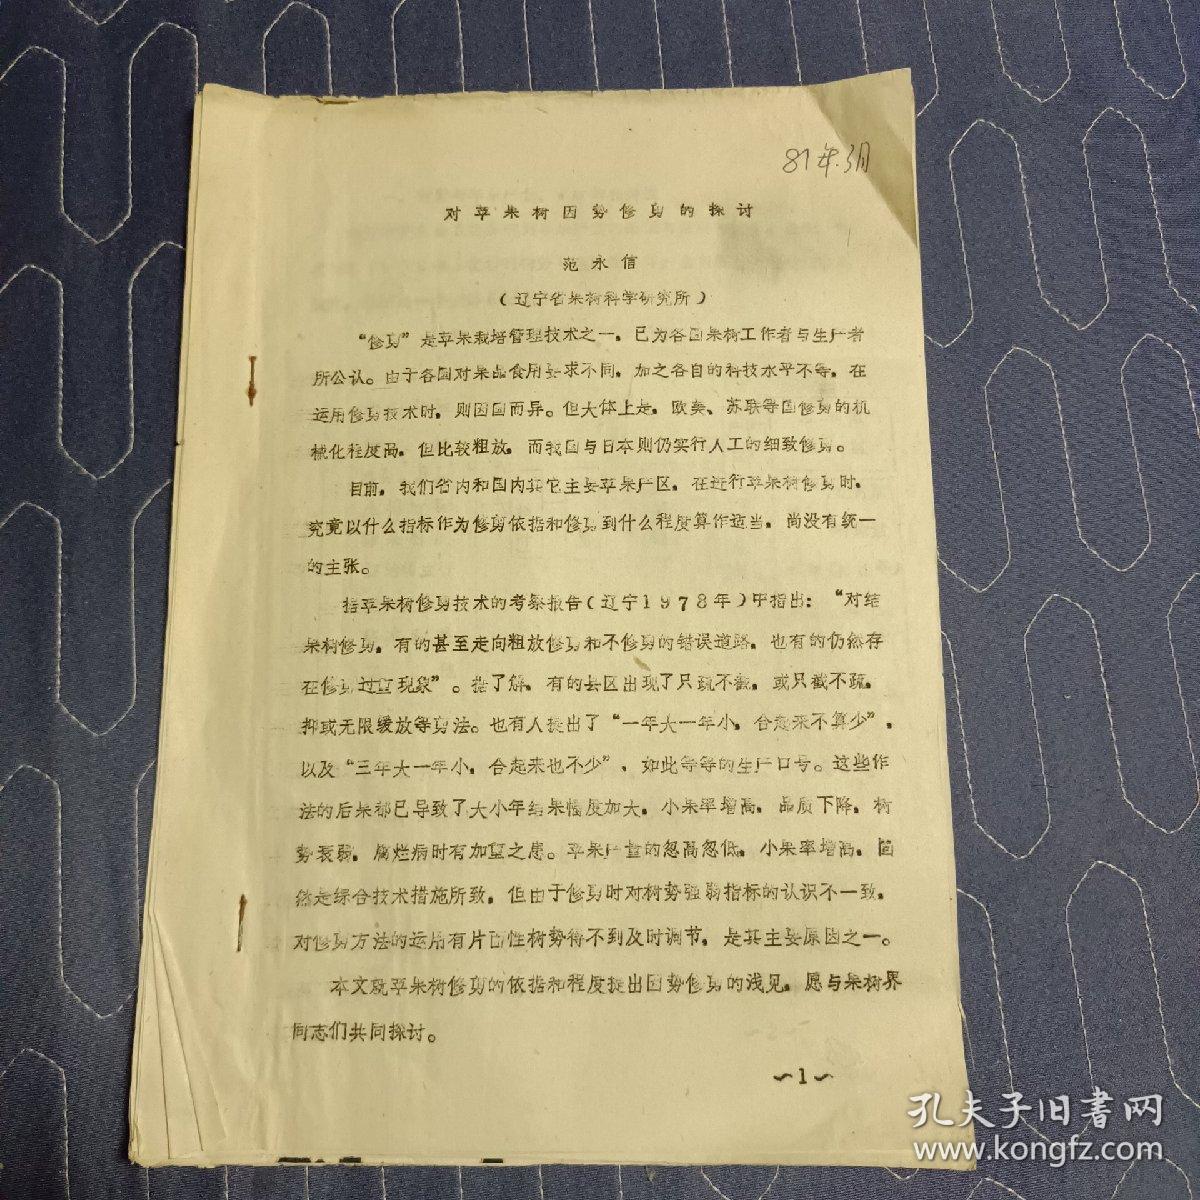 81年.3月
对苹果树因势修剪的探讨
范永信
（辽宁省果树科学研究所）
“修剪”是苹果栽培管理技术之一，已为各国果树工作者与生产者
所公认。由于各国对果品食用要求不同，加之各自的科技水平不等，在
运用修剪技术时，则因国而异。但大体上是，欧美、苏联等国修剪的机
械化程度高，但比较粗放，而我国与日本则仍实行人工的细致修剪。
目前，我们省内和国内其它主要苹果产区，在进行苹果树修剪时，
究竟以什么指标作为修剪依据和修剪到什么程度算作适当，尚没有统一
的主张。
据苹果树修剪技术的考察报告（辽宁1978年）中指出：“对结
果树修剪，有的甚至走向粗放修剪和不修剪的错误道路，也有的仍然存
在修剪过重现象”。据了解，有的县区出现了只疏不截，或只截不疏，
抑或无限缓放等剪法。也有人提出了“一年大一年小，合起来不算少”，
以及“三年大一年小，合起来也不少”，如此等等的生产口号。这些作
法的后果都已导致了大小年结果幅度加大，小果率增高，品质下降，树
势衰弱，腐烂病时有加重之患。苹果产量的忽高忽低，小果率增高，固
然是综合技术措施所致，但由于修剪时对树势强弱指标的认识不一致，
对修剪方法的运用有片面性树势得不到及时调节，是其主要原因之一。
本文就苹果树修剪的依据和程度提出因势修剪的浅见，愿与果树界
同志们共同探讨。
～1～
孔夫子旧書网
www.kongfz.com